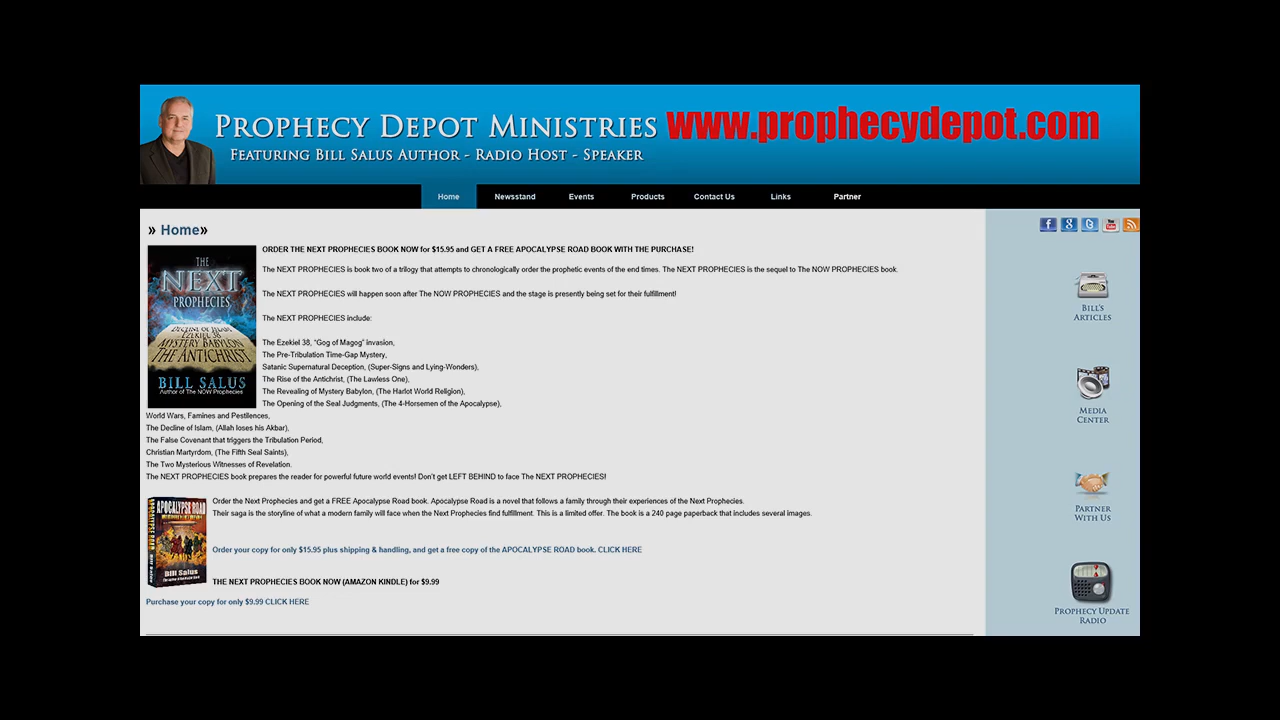 PROPHECY DEPOT MINISTRIES www.prophecydepot.com
FEATURING BILL SALUS AUTHOR - RADIO HOST - SPEAKER
Home Newsstand Events Products Contact Us Links Partner
» Home»
THE
NEXT
PROPHECIES
DECLINE OF ISLAM
EZEKIEL 38
MYSTERY BABYLON
THE ANTICHRIST
BILL SALUS
Author of The NOW Prophecies
ORDER THE NEXT PROPHECIES BOOK NOW for $15.95 and GET A FREE APOCALYPSE ROAD BOOK WITH THE PURCHASE!
The NEXT PROPHECIES is book two of a trilogy that attempts to chronologically order the prophetic events of the end times. The NEXT PROPHECIES is the sequel to The NOW PROPHECIES book.
The NEXT PROPHECIES will happen soon after The NOW PROPHECIES and the stage is presently being set for their fulfillment!
The NEXT PROPHECIES include:
The Ezekiel 38, “Gog of Magog” invasion,
The Pre-Tribulation Time-Gap Mystery,
Satanic Supernatural Deception, (Super-Signs and Lying-Wonders),
The Rise of the Antichrist, (The Lawless One),
The Revealing of Mystery Babylon, (The Harlot World Religion),
The Opening of the Seal Judgments, (The 4-Horsemen of the Apocalypse),
World Wars, Famines and Pestilences,
The Decline of Islam, (Allah loses his Akbar),
The False Covenant that triggers the Tribulation Period,
Christian Martyrdom, (The Fifth Seal Saints),
The Two Mysterious Witnesses of Revelation.
The NEXT PROPHECIES book prepares the reader for powerful future world events! Don't get LEFT BEHIND to face The NEXT PROPHECIES!
APOCALYPSE ROAD
Bill Salus
Order the Next Prophecies and get a FREE Apocalypse Road book. Apocalypse Road is a novel that follows a family through their experiences of the Next Prophecies.
Their saga is the storyline of what a modern family will face when the Next Prophecies find fulfillment. This is a limited offer. The book is a 240 page paperback that includes several images.
Order your copy for only $15.95 plus shipping & handling, and get a free copy of the APOCALYPSE ROAD book. CLICK HERE
THE NEXT PROPHECIES BOOK NOW (AMAZON KINDLE) for $9.99
Purchase your copy for only $9.99 CLICK HERE
BILL'S
ARTICLES
MEDIA
CENTER
PARTNER
WITH US
PROPHECY UPDATE
RADIO